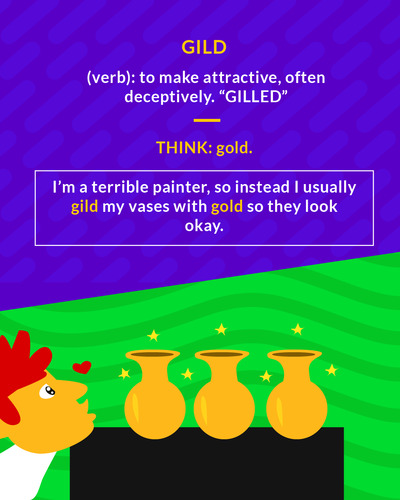 GILD
(verb): to make attractive, often
deceptively. “GILLED”
THINK: gold.
I’m a terrible painter, so instead I usually
gild my vases with gold so they look
okay.